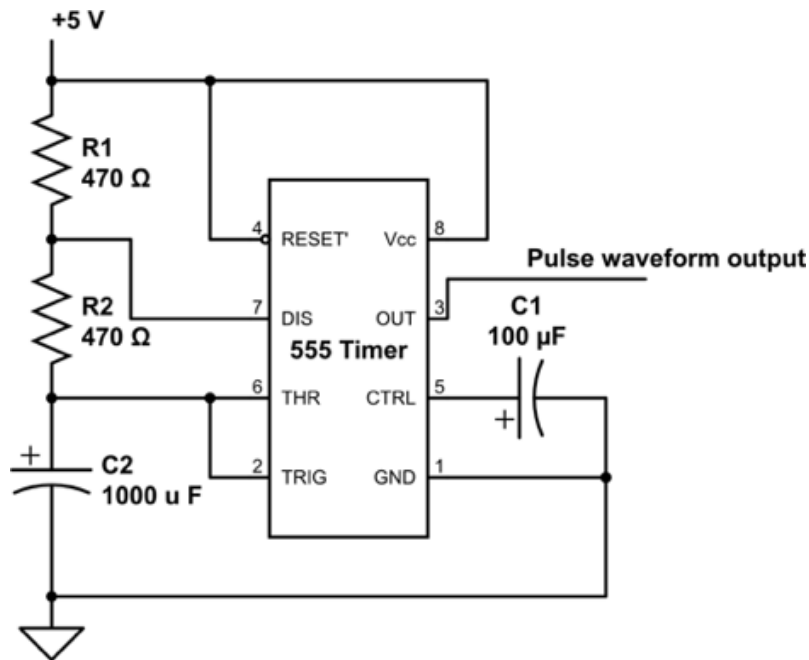 +5 V
R1
470 Ω
4
RESET'
Vcc
8
Pulse waveform output
R2
470 Ω
7
DIS
OUT
3
C1
100 µF
555 Timer
6
THR
CTRL
5
+
+
C2
1000 u F
2
TRIG
GND
1